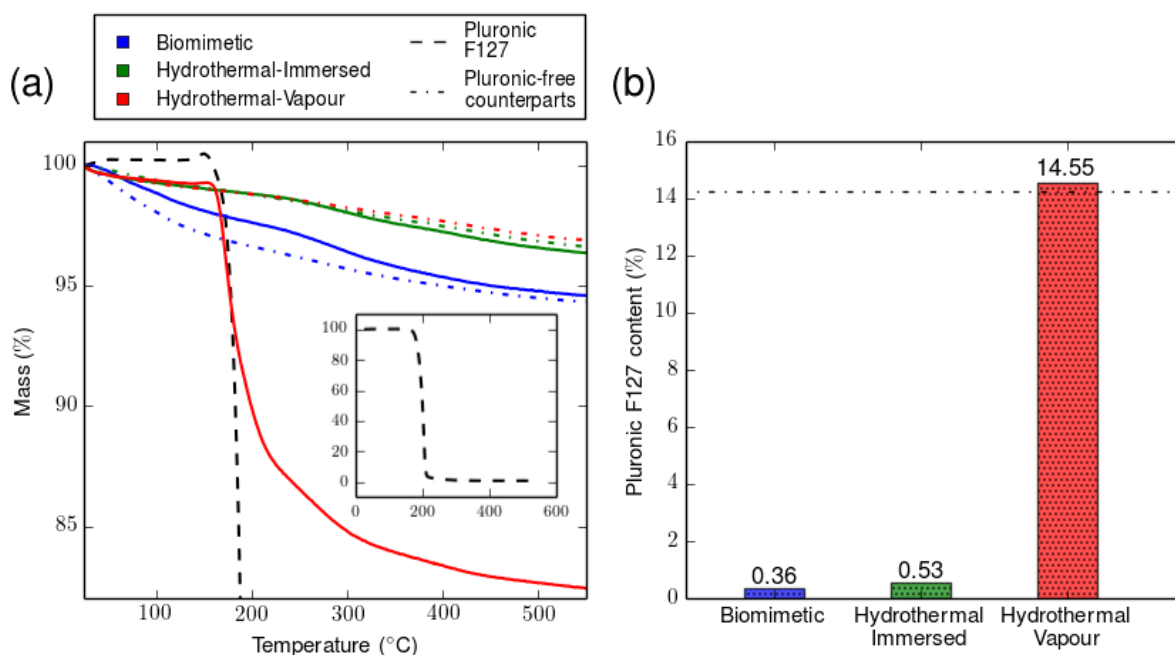 (a)
Biomimetic
Hydrothermal-Immersed
Hydrothermal-Vapour
Pluronic
F127
Pluronic-free
counterparts
Mass (%)
100
95
90
85
100
200
300
400
500
Temperature (°C)
100
80
60
40
20
0
0
200
400
600
(b)
Pluronic F127 content (%)
16
14
12
10
8
6
4
2
0
0.36
0.53
14.55
Biomimetic
Hydrothermal
Immersed
Hydrothermal
Vapour